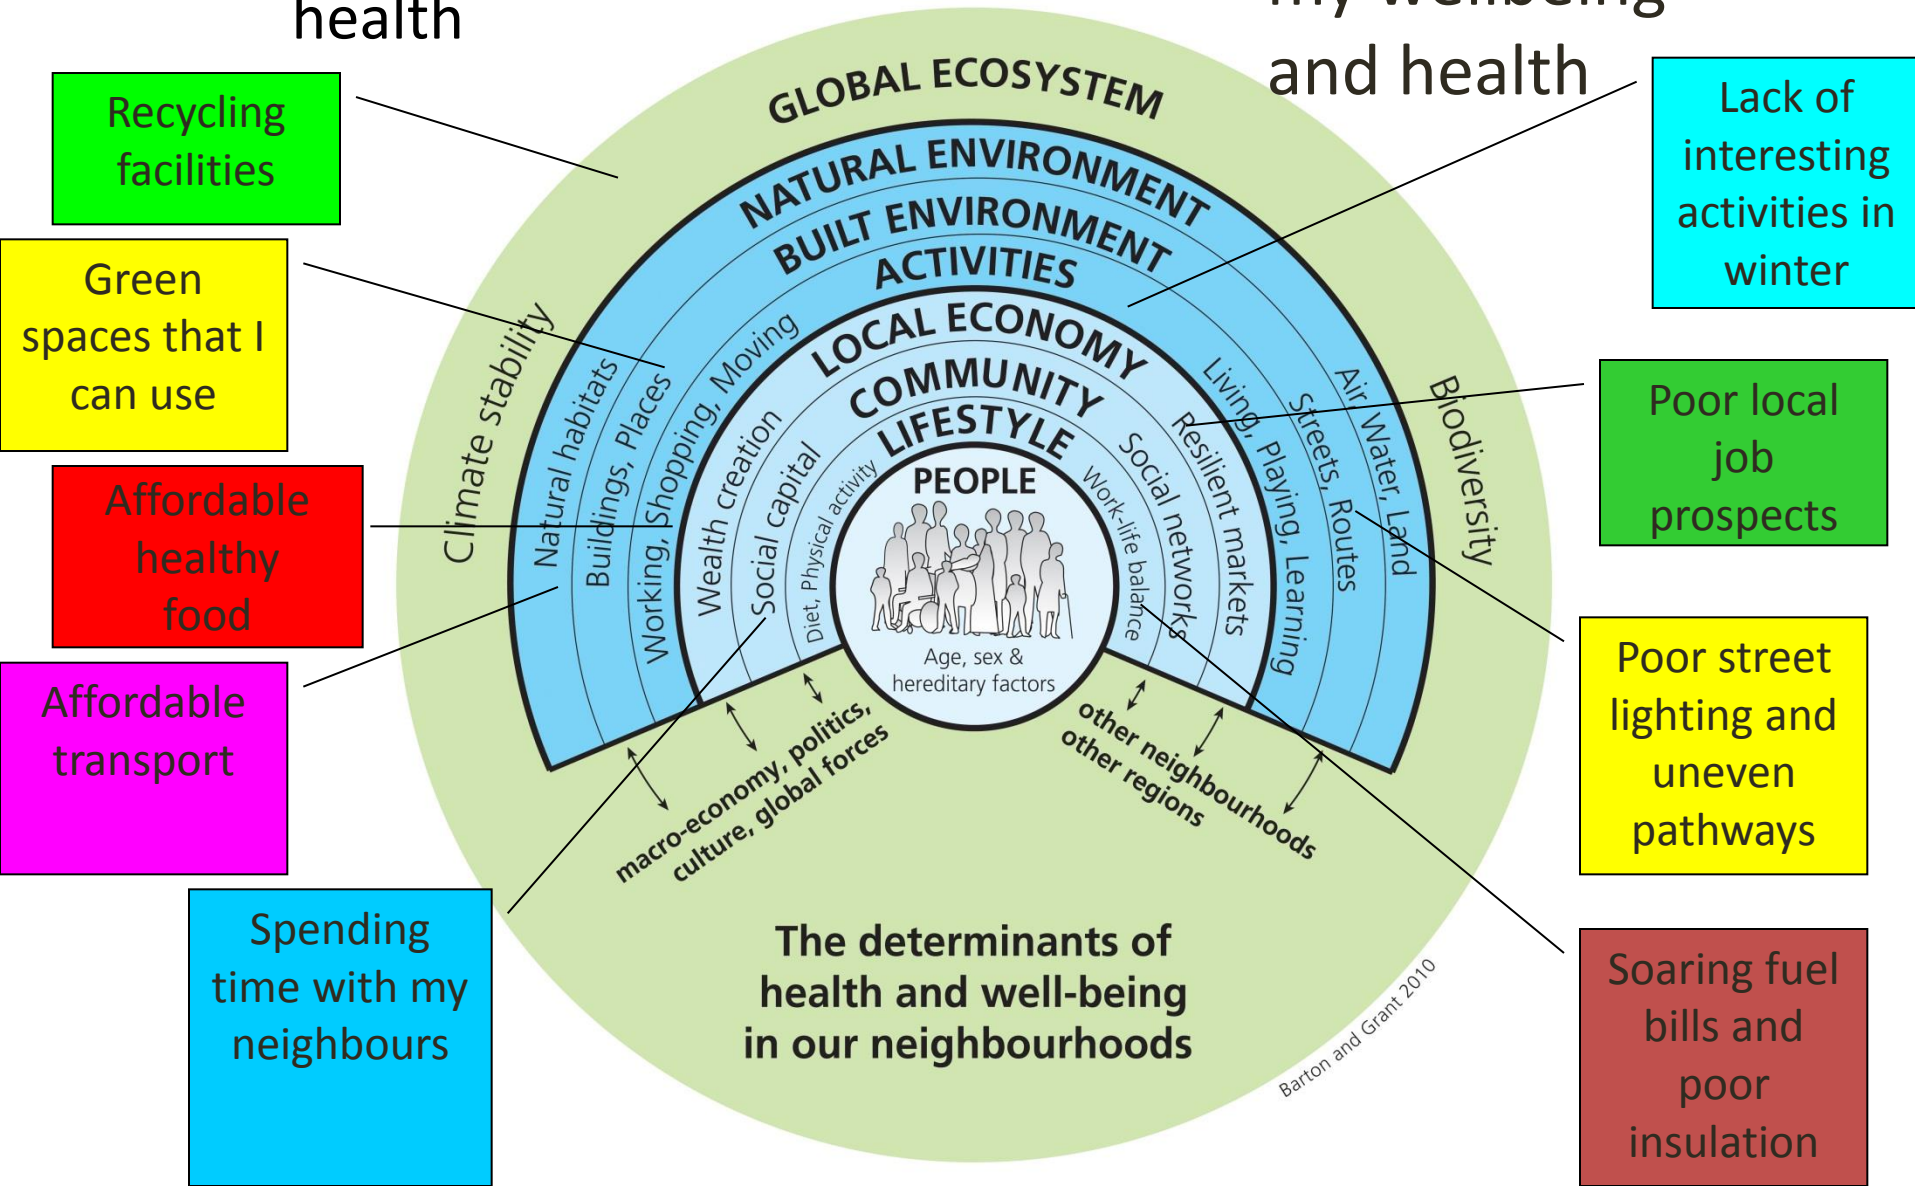 health
my wellbeing
and health
Recycling
facilities
Green
spaces that I
can use
Affordable
healthy
food
Affordable
transport
Spending
time with my
neighbours
GLOBAL ECOSYSTEM
NATURAL ENVIRONMENT
BUILT ENVIRONMENT
ACTIVITIES
LOCAL ECONOMY
COMMUNITY
LIFESTYLE
PEOPLE
Age, sex &
hereditary factors
Climate stability
Natural habitats
Buildings, Places
Working, Shopping, Moving
Wealth creation
Social capital
Diet, Physical activity
Work-life balance
Social networks
Resilient markets
Living, Playing, Learning
Streets, Routes
Air, Water, Land
Biodiversity
macro-economy, politics,
culture, global forces
other neighbourhoods
other regions
The determinants of
health and well-being
in our neighbourhoods
Barton and Grant 2010
Lack of
interesting
activities in
winter
Poor local
job
prospects
Poor street
lighting and
uneven
pathways
Soaring fuel
bills and
poor
insulation